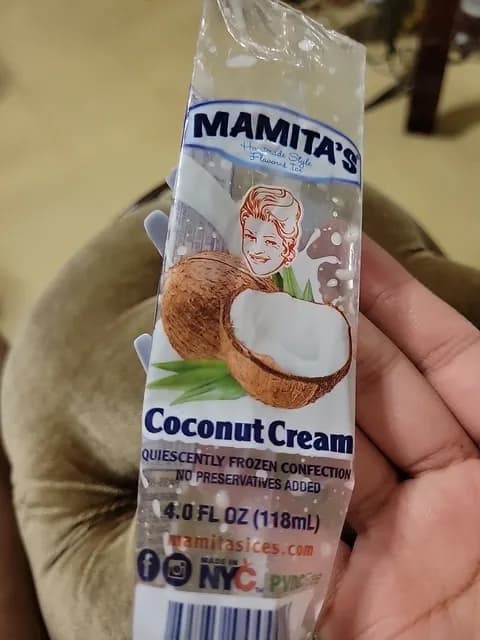 MAMITA'S
Homemade Style
Flavored Ice
Coconut Cream
QUIESCENTLY FROZEN CONFECTION
NO PRESERVATIVES ADDED
4.0 FL OZ (118mL)
mamitasices.com
f MADE IN
NYC